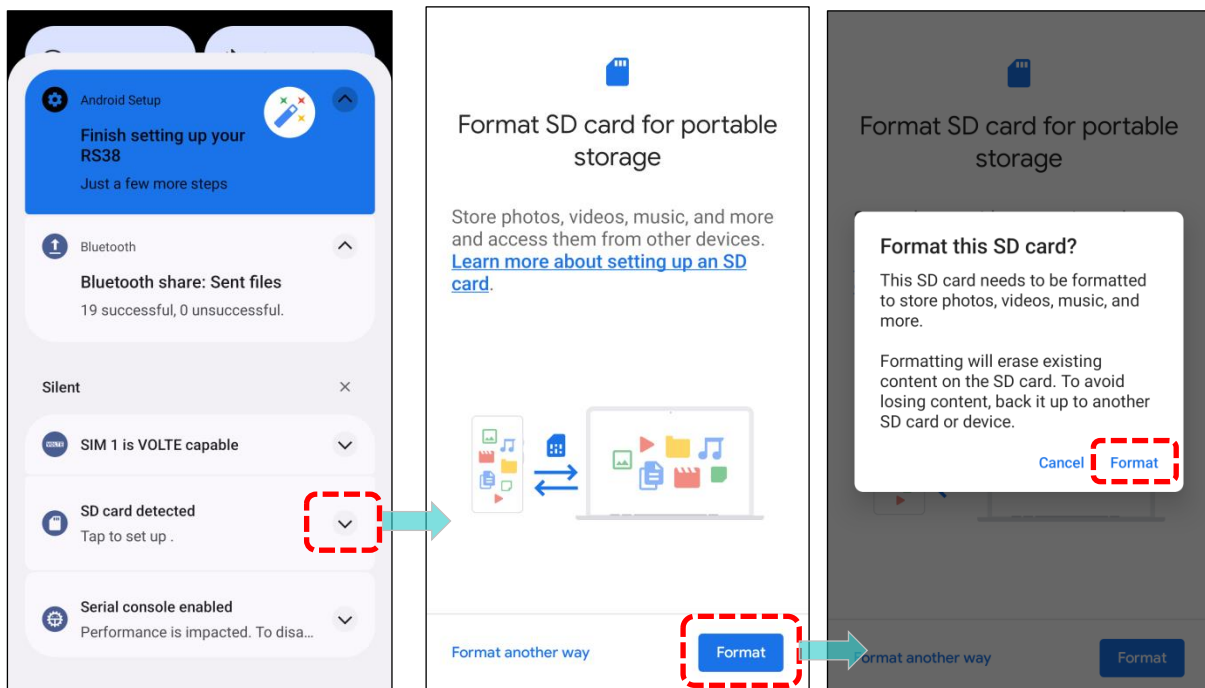 Android Setup
Finish setting up your
RS38
Just a few more steps
Bluetooth
Bluetooth share: Sent files
19 successful, 0 unsuccessful.
Silent
VOLTE
SIM 1 is VOLTE capable
SD card detected
Tap to set up .
Serial console enabled
Performance is impacted. To disa...
Format SD card for portable
storage
Store photos, videos, music, and more
and access them from other devices.
Learn more about setting up an SD
card.
Format another way
Format
Format SD card for portable
storage
Format this SD card?
This SD card needs to be formatted
to store photos, videos, music, and
more.
Formatting will erase existing
content on the SD card. To avoid
losing content, back it up to another
SD card or device.
Cancel
Format
Format another way
Format